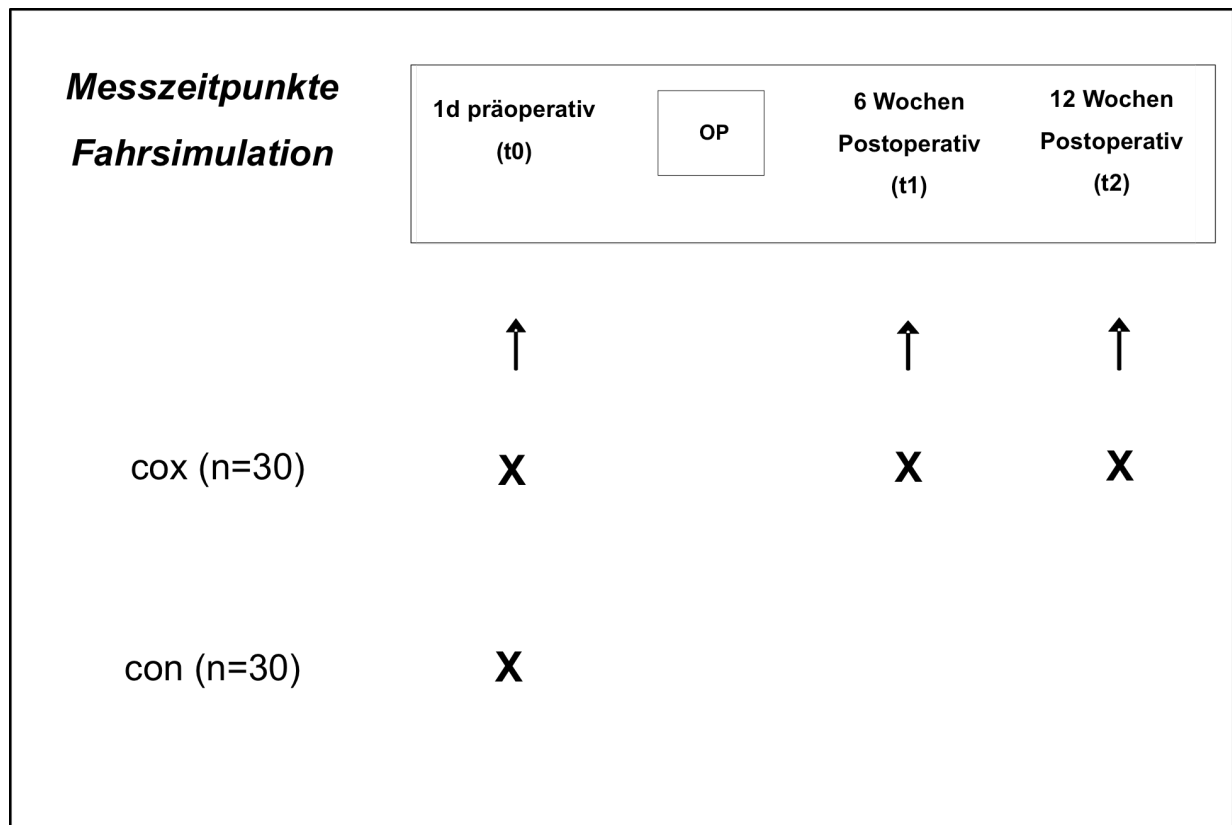 Messzeitpunkte
Fahrsimulation
1d präoperativ
(t0)
OP
6 Wochen
Postoperativ
(t1)
12 Wochen
Postoperativ
(t2)
cox (n=30)
X
X
X
con (n=30)
X